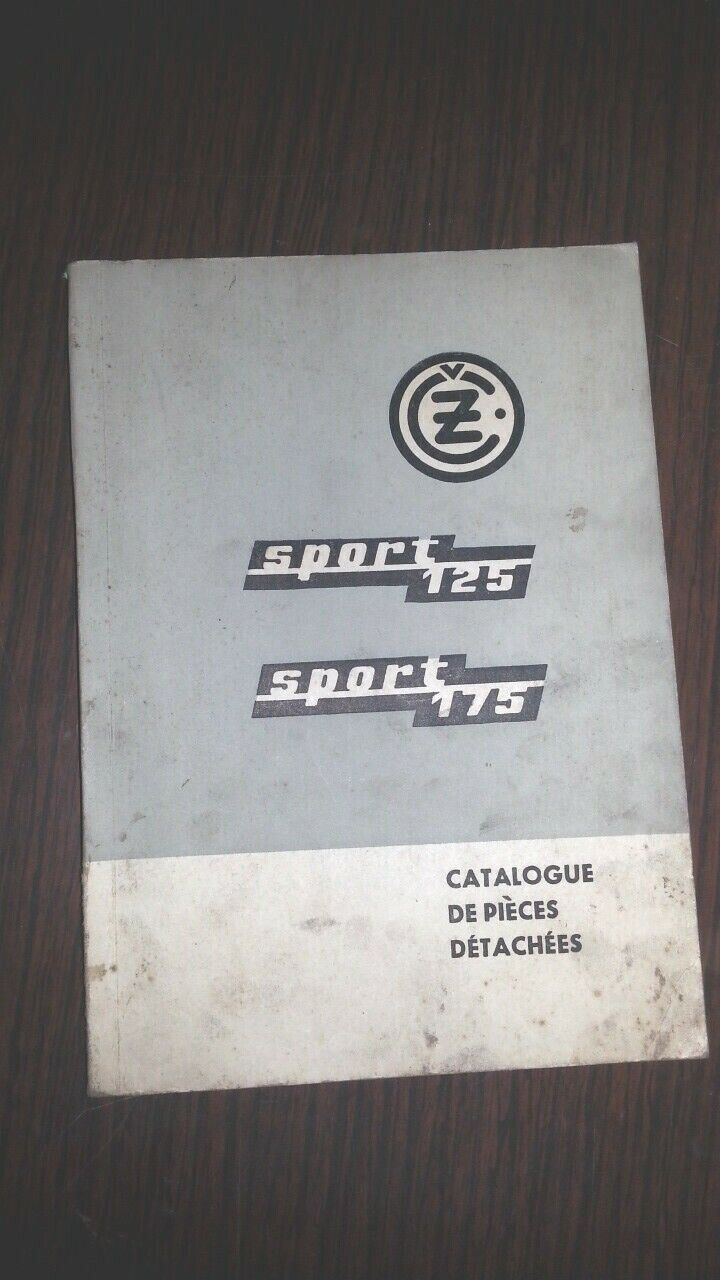 ČZ
sport
125
sport
175
CATALOGUE
DE PIÈCES
DÉTACHÉES